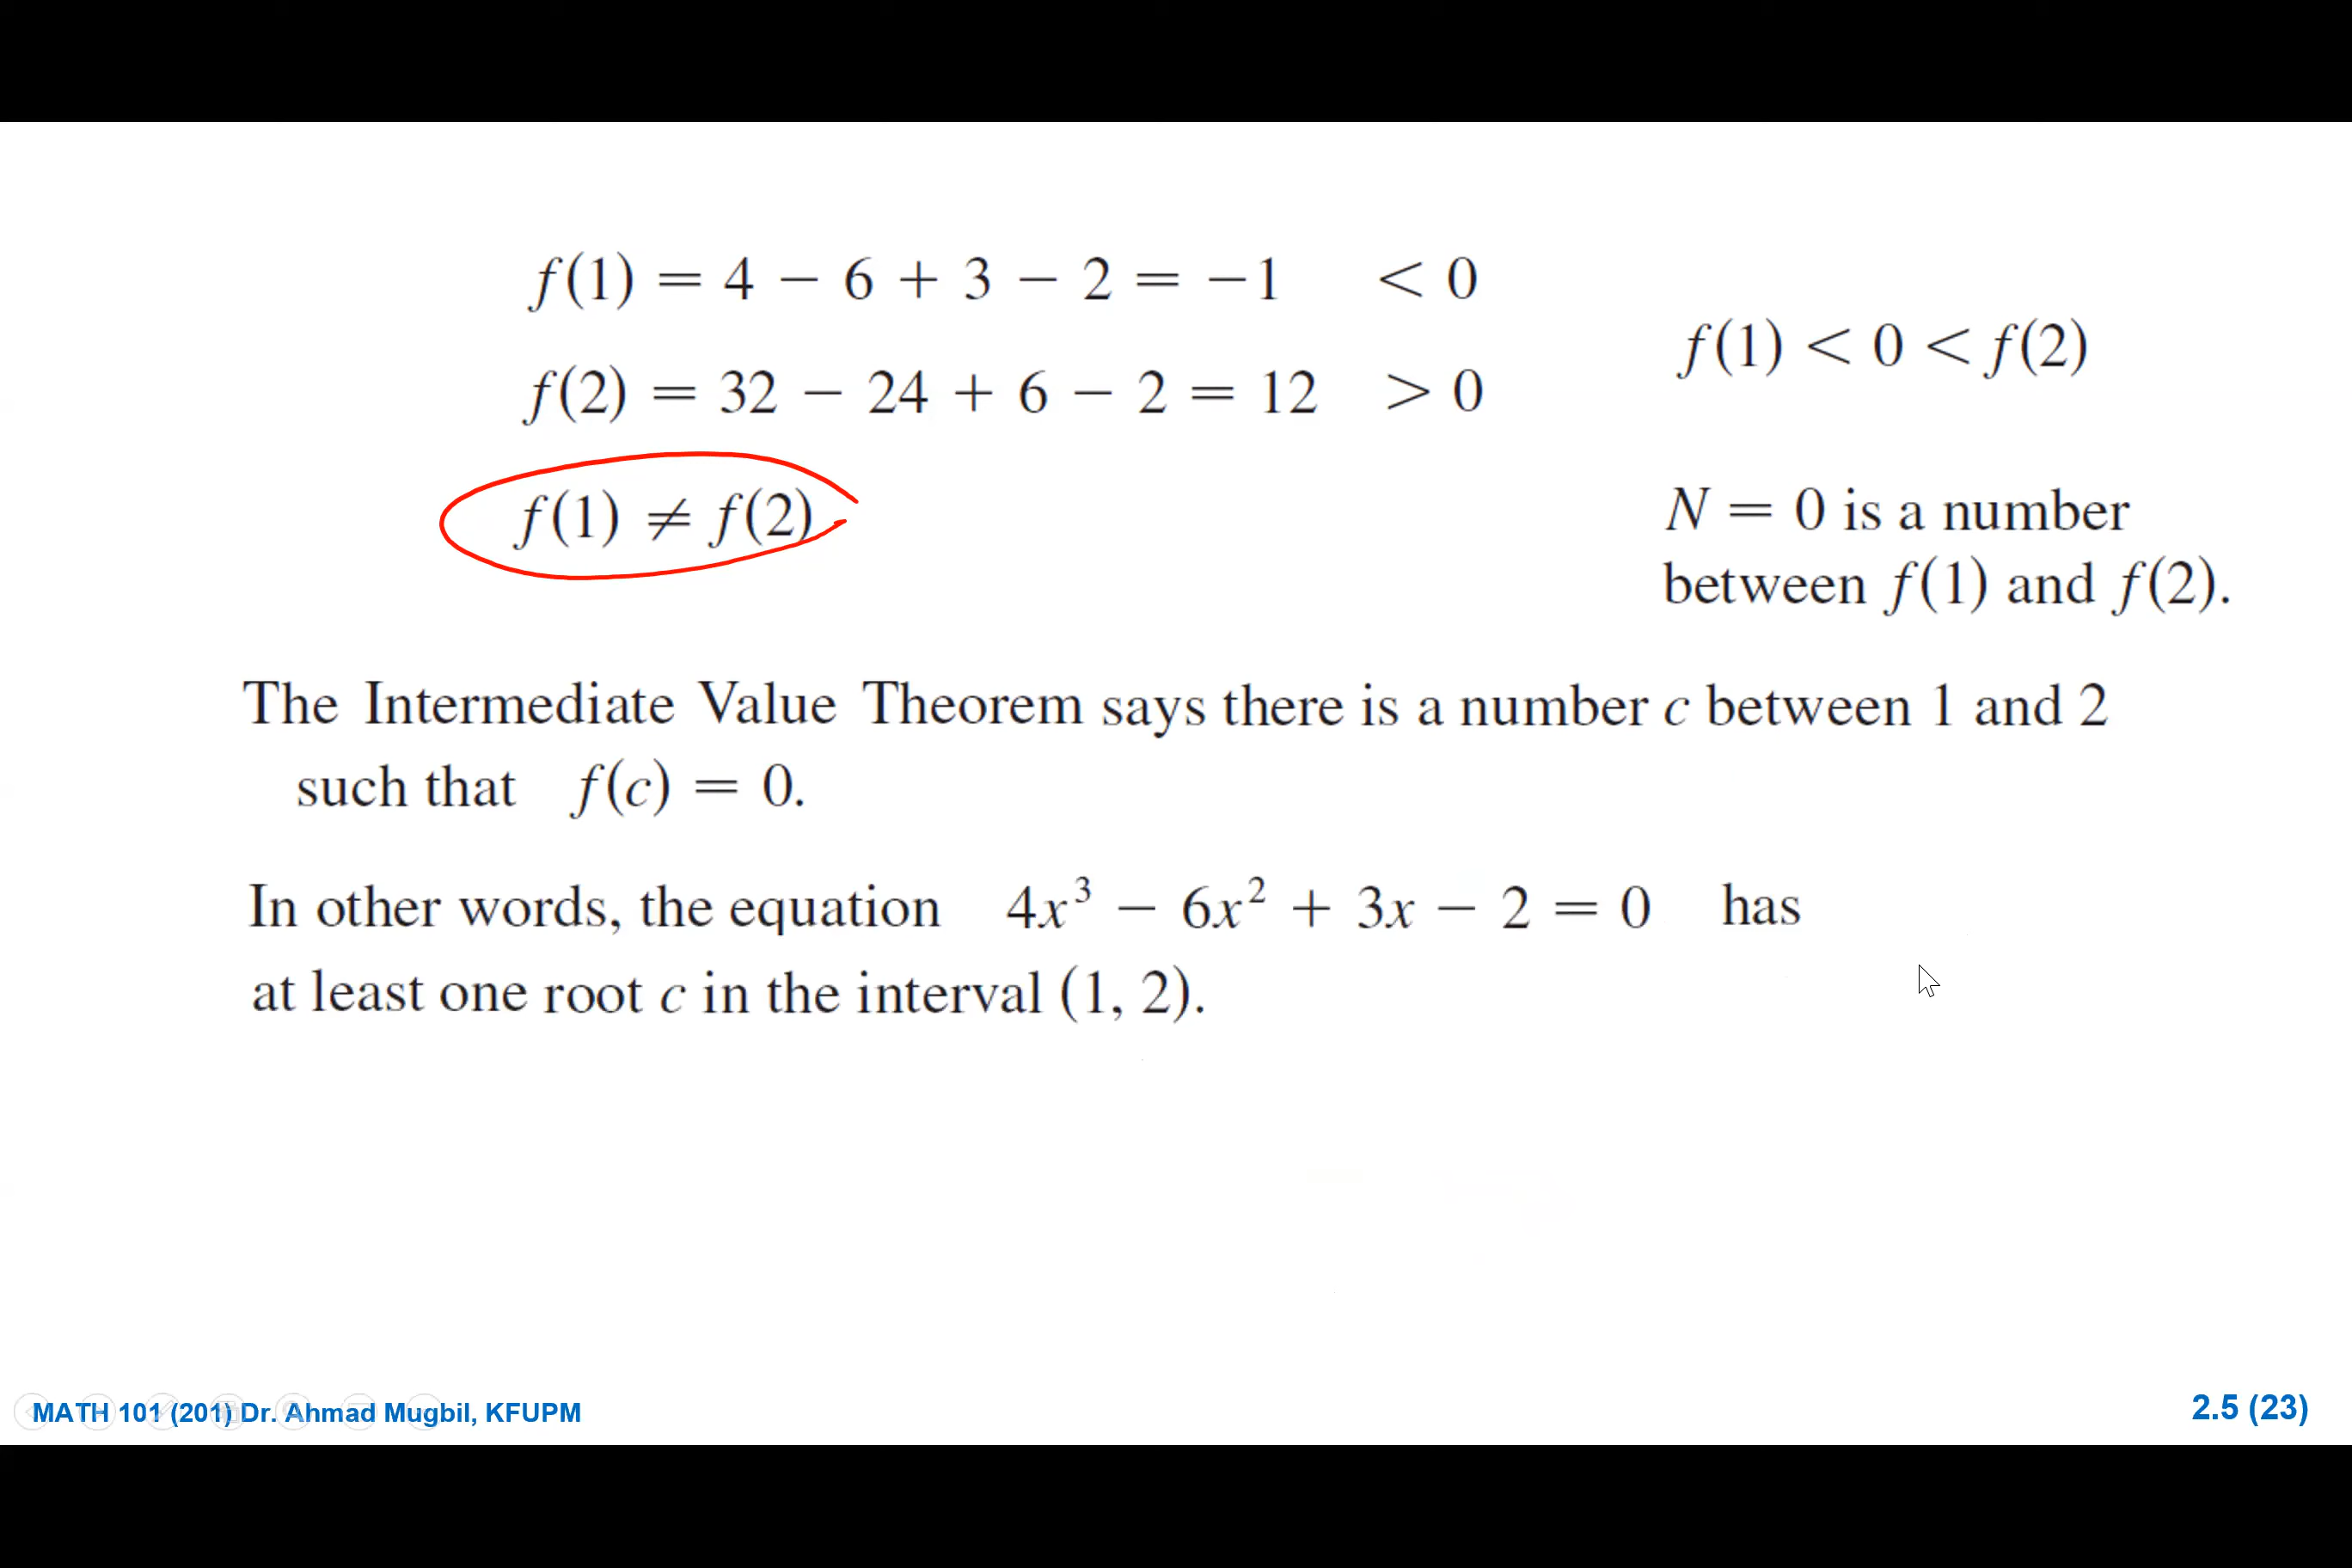 f(1) = 4 − 6 + 3 − 2 = −1 < 0
f(2) = 32 − 24 + 6 − 2 = 12 > 0
f(1) < 0 < f(2)
f(1) ≠ f(2)
N = 0 is a number
between f(1) and f(2).
The Intermediate Value Theorem says there is a number c between 1 and 2
such that f(c) = 0.
In other words, the equation 4x³ − 6x² + 3x − 2 = 0 has
at least one root c in the interval (1, 2).
MATH 101 (201) Dr. Ahmad Mugbil, KFUPM
2.5 (23)